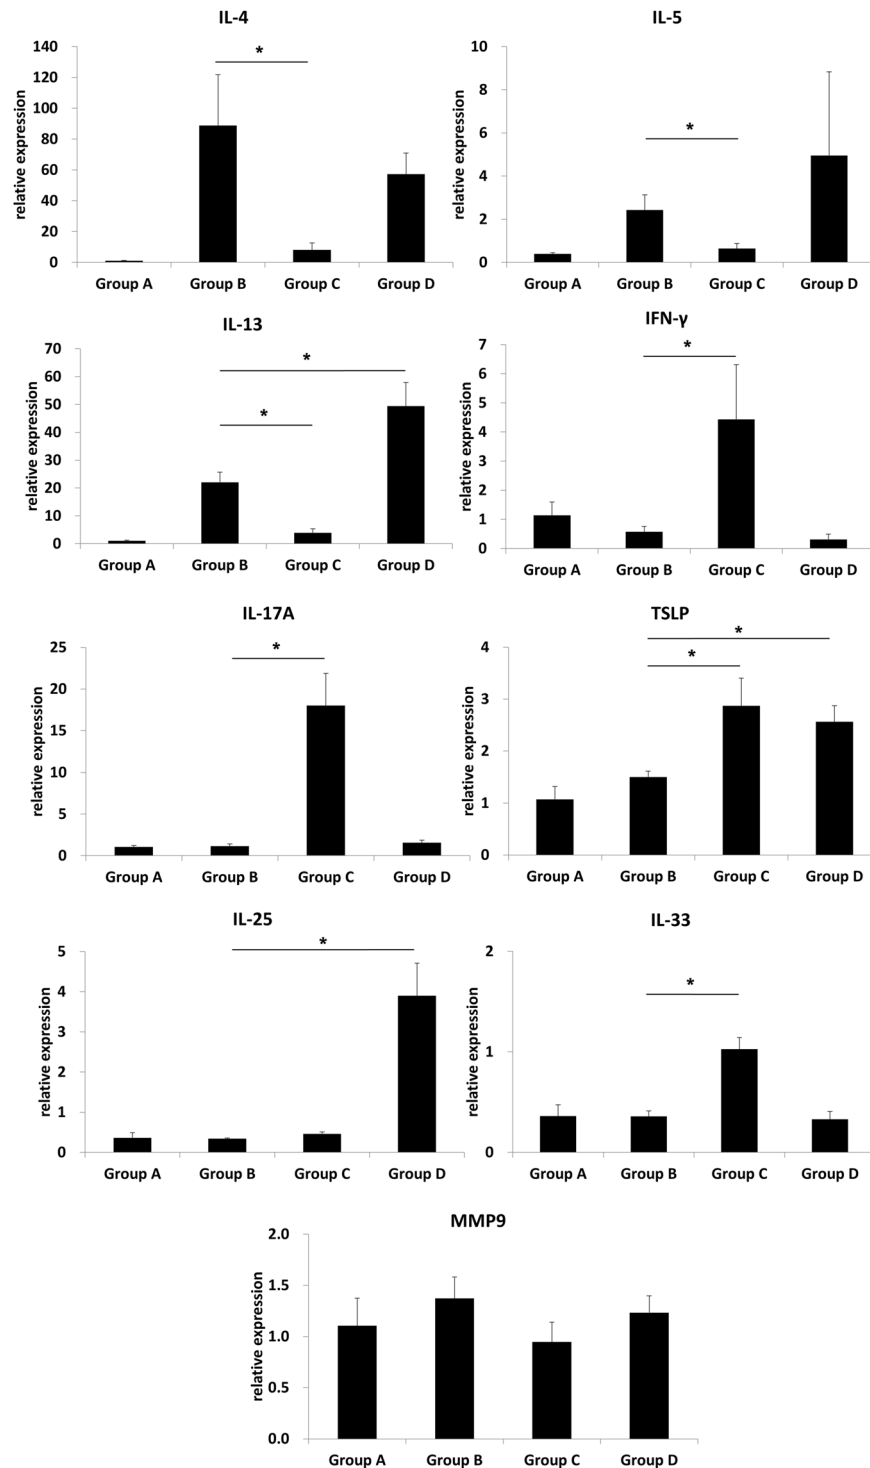 IL-4
relative expression
140
120
100
80
60
40
20
0
*
Group A Group B Group C Group D
IL-5
relative expression
10
8
6
4
2
0
*
Group A Group B Group C Group D
IL-13
relative expression
70
60
50
40
30
20
10
0
*
*
Group A Group B Group C Group D
IFN-γ
relative expression
7
6
5
4
3
2
1
0
*
Group A Group B Group C Group D
IL-17A
relative expression
25
20
15
10
5
0
*
Group A Group B Group C Group D
TSLP
relative expression
4
3
2
1
0
*
*
Group A Group B Group C Group D
IL-25
relative expression
5
4
3
2
1
0
*
Group A Group B Group C Group D
IL-33
relative expression
2
1
0
*
Group A Group B Group C Group D
MMP9
relative expression
2.0
1.5
1.0
0.5
0.0
Group A Group B Group C Group D